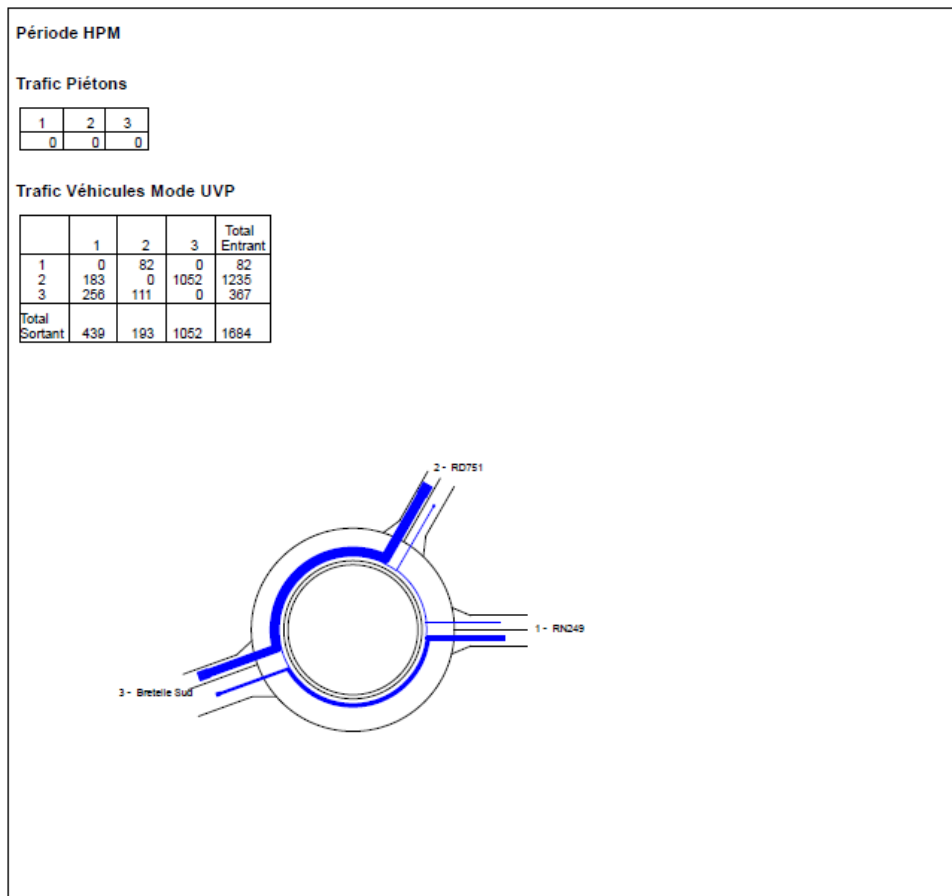 Période HPM
Trafic Piétons
1 2 3
0 0 0
Trafic Véhicules Mode UVP
1 2 3 Total Entrant
1 0 82 0 82
2 183 0 1052 1235
3 256 111 0 367
Total Sortant 439 193 1052 1684
2 - RD751
1 - RN249
3 - Bretelle Sud